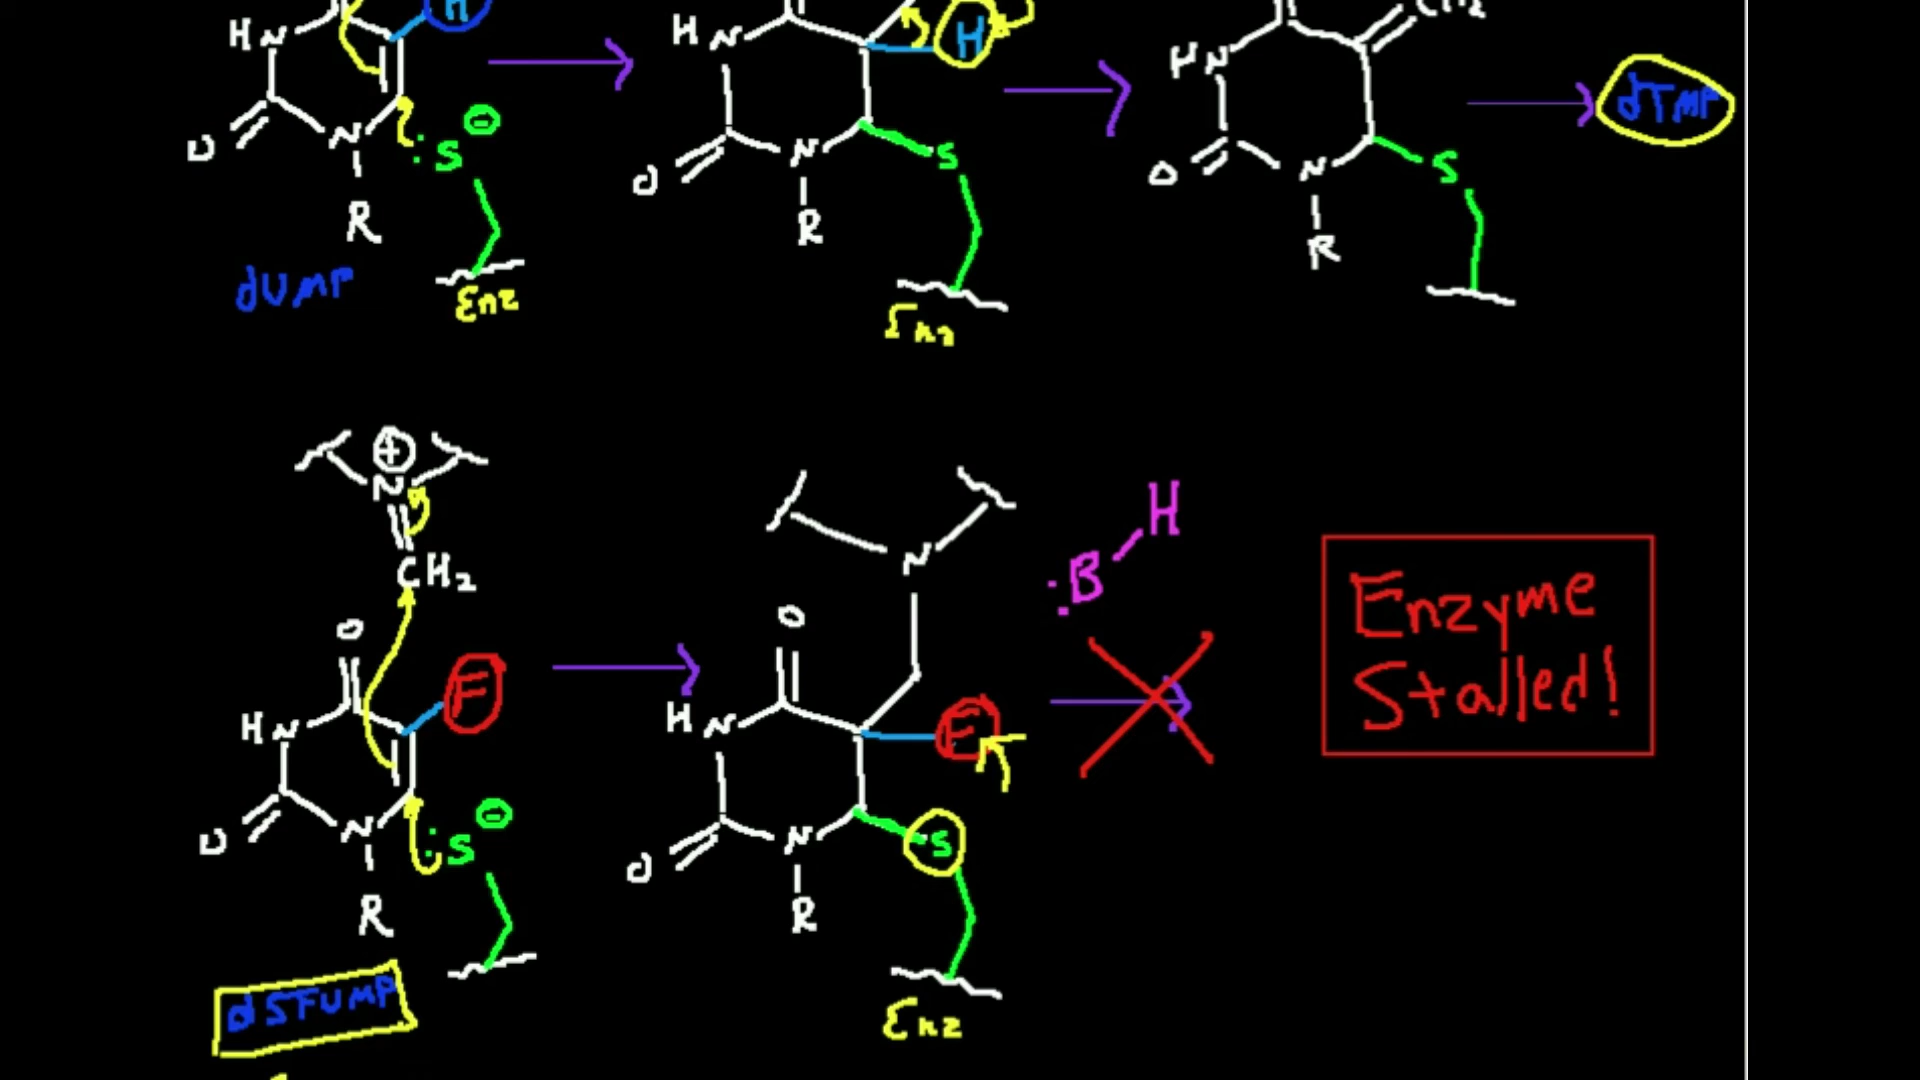 H
H
CH2
HN
HN
HN
dTMP
O
N
S
⊖
O
N
S
O
N
S
R
R
R
dUMP
Enz
Enz
⊕
N
CH2
N
:B
H
O
O
Enzyme
Stalled!
F
F
HN
HN
O
N
:S
⊖
O
N
S
R
R
d5FUMP
Enz